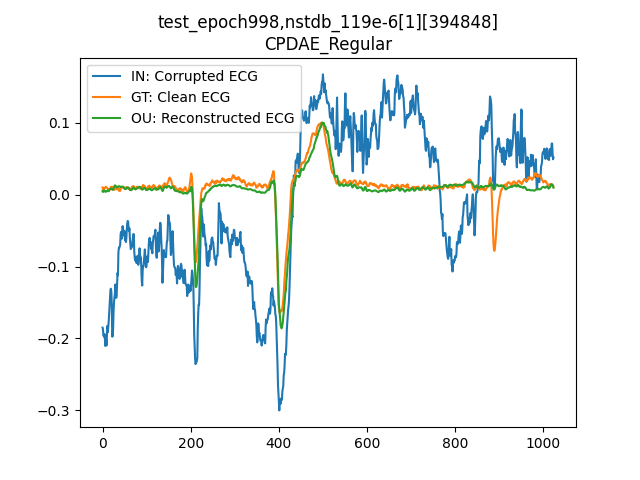 test_epoch998,nstdb_119e-6[1][394848]
CPDAE_Regular
IN: Corrupted ECG
GT: Clean ECG
OU: Reconstructed ECG
0.1
0.0
−0.1
−0.2
−0.3
0 200 400 600 800 1000